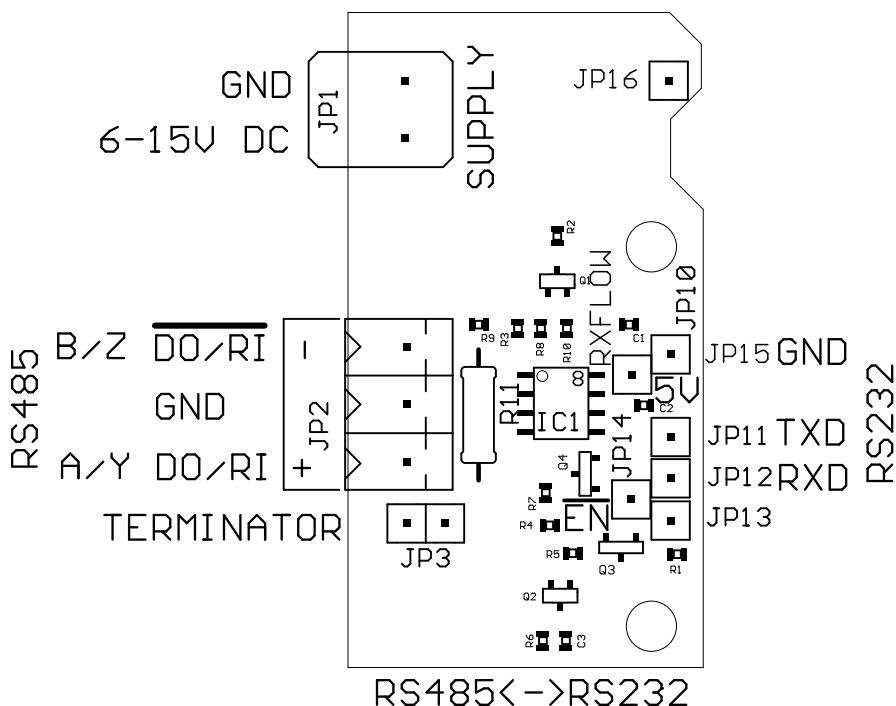 GND
JP1
6-15V DC
SUPPLY
JP16
R2
Q1
RXFLOW
JP10
RS485
B/Z DO/RI
-
R9
R3
R8
R10
C1
JP15 GND
5V
GND
JP2
R11
IC1
8
C2
JP14
JP11 TXD
RS232
A/Y DO/RI
+
Q4
JP12 RXD
R7
EN
JP13
TERMINATOR
JP3
R4
R5
Q3
R1
Q2
R6
C3
RS485<->RS232